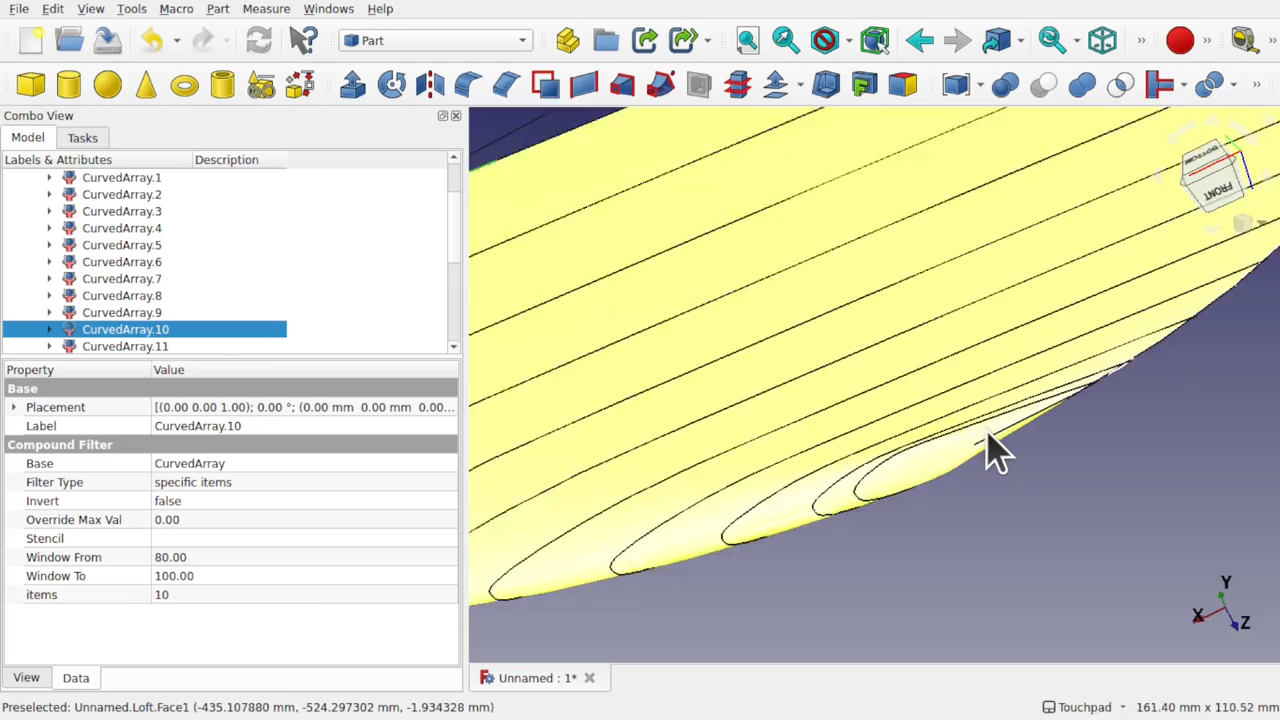 File Edit View Tools Macro Part Measure Windows Help
Part
Combo View
Model Tasks
Labels & Attributes Description
CurvedArray.1
CurvedArray.2
CurvedArray.3
CurvedArray.4
CurvedArray.5
CurvedArray.6
CurvedArray.7
CurvedArray.8
CurvedArray.9
CurvedArray.10
CurvedArray.11
Property Value
Base
Placement [(0.00 0.00 1.00); 0.00 °; (0.00 mm 0.00 mm 0.00...
Label CurvedArray.10
Compound Filter
Base CurvedArray
Filter Type specific items
Invert false
Override Max Val 0.00
Stencil
Window From 80.00
Window To 100.00
items 10
BOTTOM
FRONT
Y
X
Z
View Data
Unnamed : 1*
Preselected: Unnamed.Loft.Face1 (-435.107880 mm, -524.297302 mm, -1.934328 mm)
Touchpad 161.40 mm x 110.52 mm